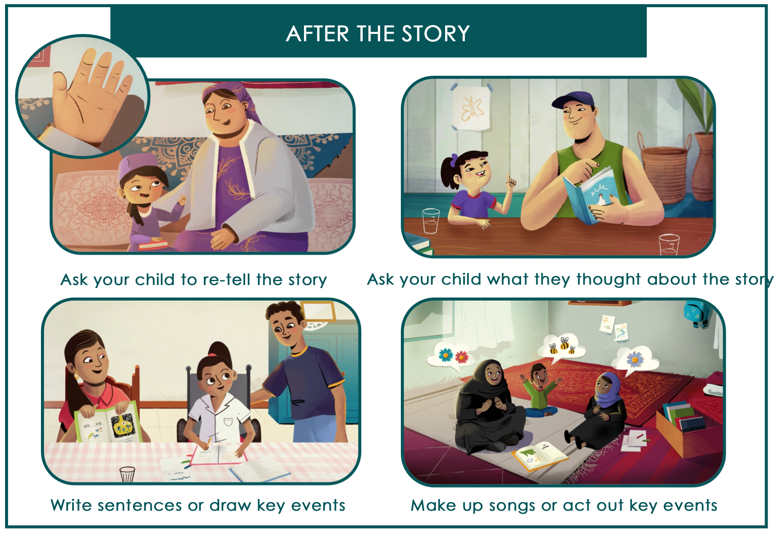 AFTER THE STORY
Ask your child to re-tell the story
Ask your child what they thought about the story
Write sentences or draw key events
Make up songs or act out key events